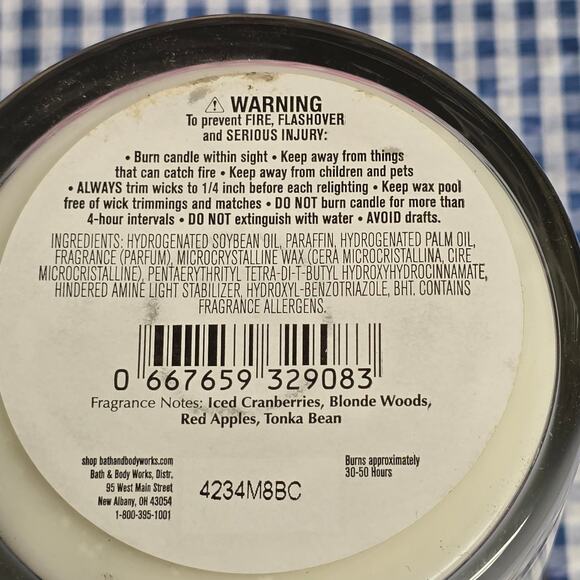 ⚠ WARNING
To prevent FIRE, FLASHOVER
and SERIOUS INJURY:
• Burn candle within sight • Keep away from things
that can catch fire • Keep away from children and pets
• ALWAYS trim wicks to 1/4 inch before each relighting • Keep wax pool
free of wick trimmings and matches • DO NOT burn candle for more than
4-hour intervals • DO NOT extinguish with water • AVOID drafts.
INGREDIENTS: HYDROGENATED SOYBEAN OIL, PARAFFIN, HYDROGENATED PALM OIL,
FRAGRANCE (PARFUM), MICROCRYSTALLINE WAX (CERA MICROCRISTALLINA, CIRE
MICROCRISTALLINE), PENTAERYTHRITYL TETRA-DI-T-BUTYL HYDROXYHYDROCINNAMATE,
HINDERED AMINE LIGHT STABILIZER, HYDROXYL-BENZOTRIAZOLE, BHT. CONTAINS
FRAGRANCE ALLERGENS.
0 667659 329083
Fragrance Notes: Iced Cranberries, Blonde Woods,
Red Apples, Tonka Bean
shop bathandbodyworks.com
Bath & Body Works, Distr.
95 West Main Street
New Albany, OH 43054
1-800-395-1001
4234M8BC
Burns approximately
30-50 Hours